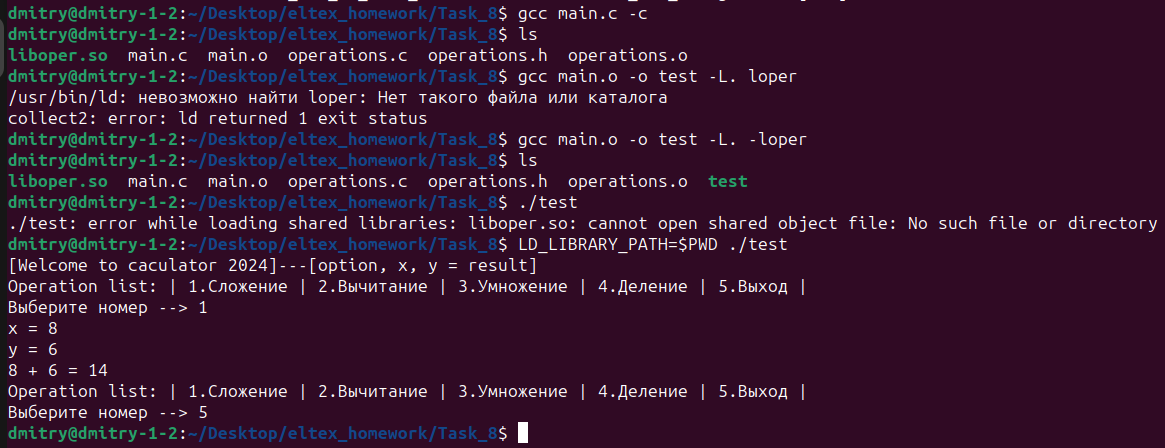 dmitry@dmitry-1-2:~/Desktop/eltex_homework/Task_8$ gcc main.c -c
dmitry@dmitry-1-2:~/Desktop/eltex_homework/Task_8$ ls
liboper.so  main.c  main.o  operations.c  operations.h  operations.o
dmitry@dmitry-1-2:~/Desktop/eltex_homework/Task_8$ gcc main.o -o test -L. loper
/usr/bin/ld: невозможно найти loper: Нет такого файла или каталога
collect2: error: ld returned 1 exit status
dmitry@dmitry-1-2:~/Desktop/eltex_homework/Task_8$ gcc main.o -o test -L. -loper
dmitry@dmitry-1-2:~/Desktop/eltex_homework/Task_8$ ls
liboper.so  main.c  main.o  operations.c  operations.h  operations.o  test
dmitry@dmitry-1-2:~/Desktop/eltex_homework/Task_8$ ./test
./test: error while loading shared libraries: liboper.so: cannot open shared object file: No such file or directory
dmitry@dmitry-1-2:~/Desktop/eltex_homework/Task_8$ LD_LIBRARY_PATH=$PWD ./test
[Welcome to caculator 2024]---[option, x, y = result]
Operation list: | 1.Сложение | 2.Вычитание | 3.Умножение | 4.Деление | 5.Выход |
Выберите номер --> 1
x = 8
y = 6
8 + 6 = 14
Operation list: | 1.Сложение | 2.Вычитание | 3.Умножение | 4.Деление | 5.Выход |
Выберите номер --> 5
dmitry@dmitry-1-2:~/Desktop/eltex_homework/Task_8$